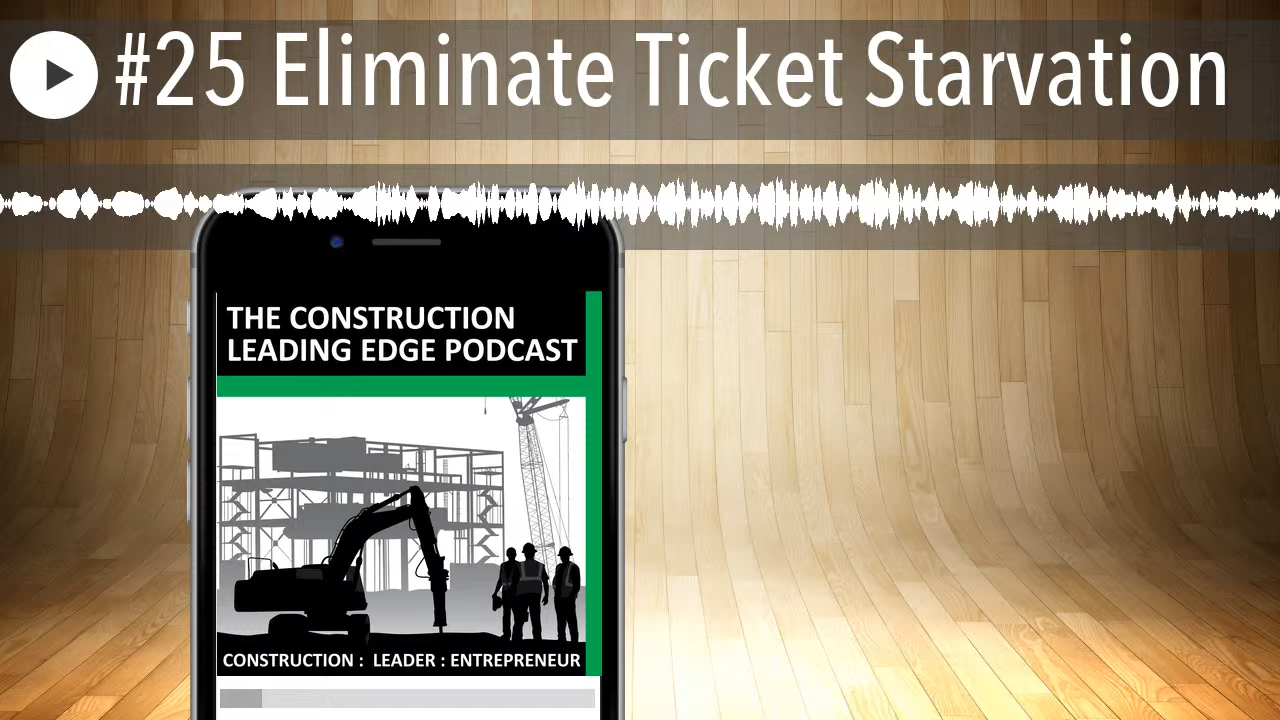 #25 Eliminate Ticket Starvation
THE CONSTRUCTION
LEADING EDGE PODCAST
CONSTRUCTION : LEADER : ENTREPRENEUR